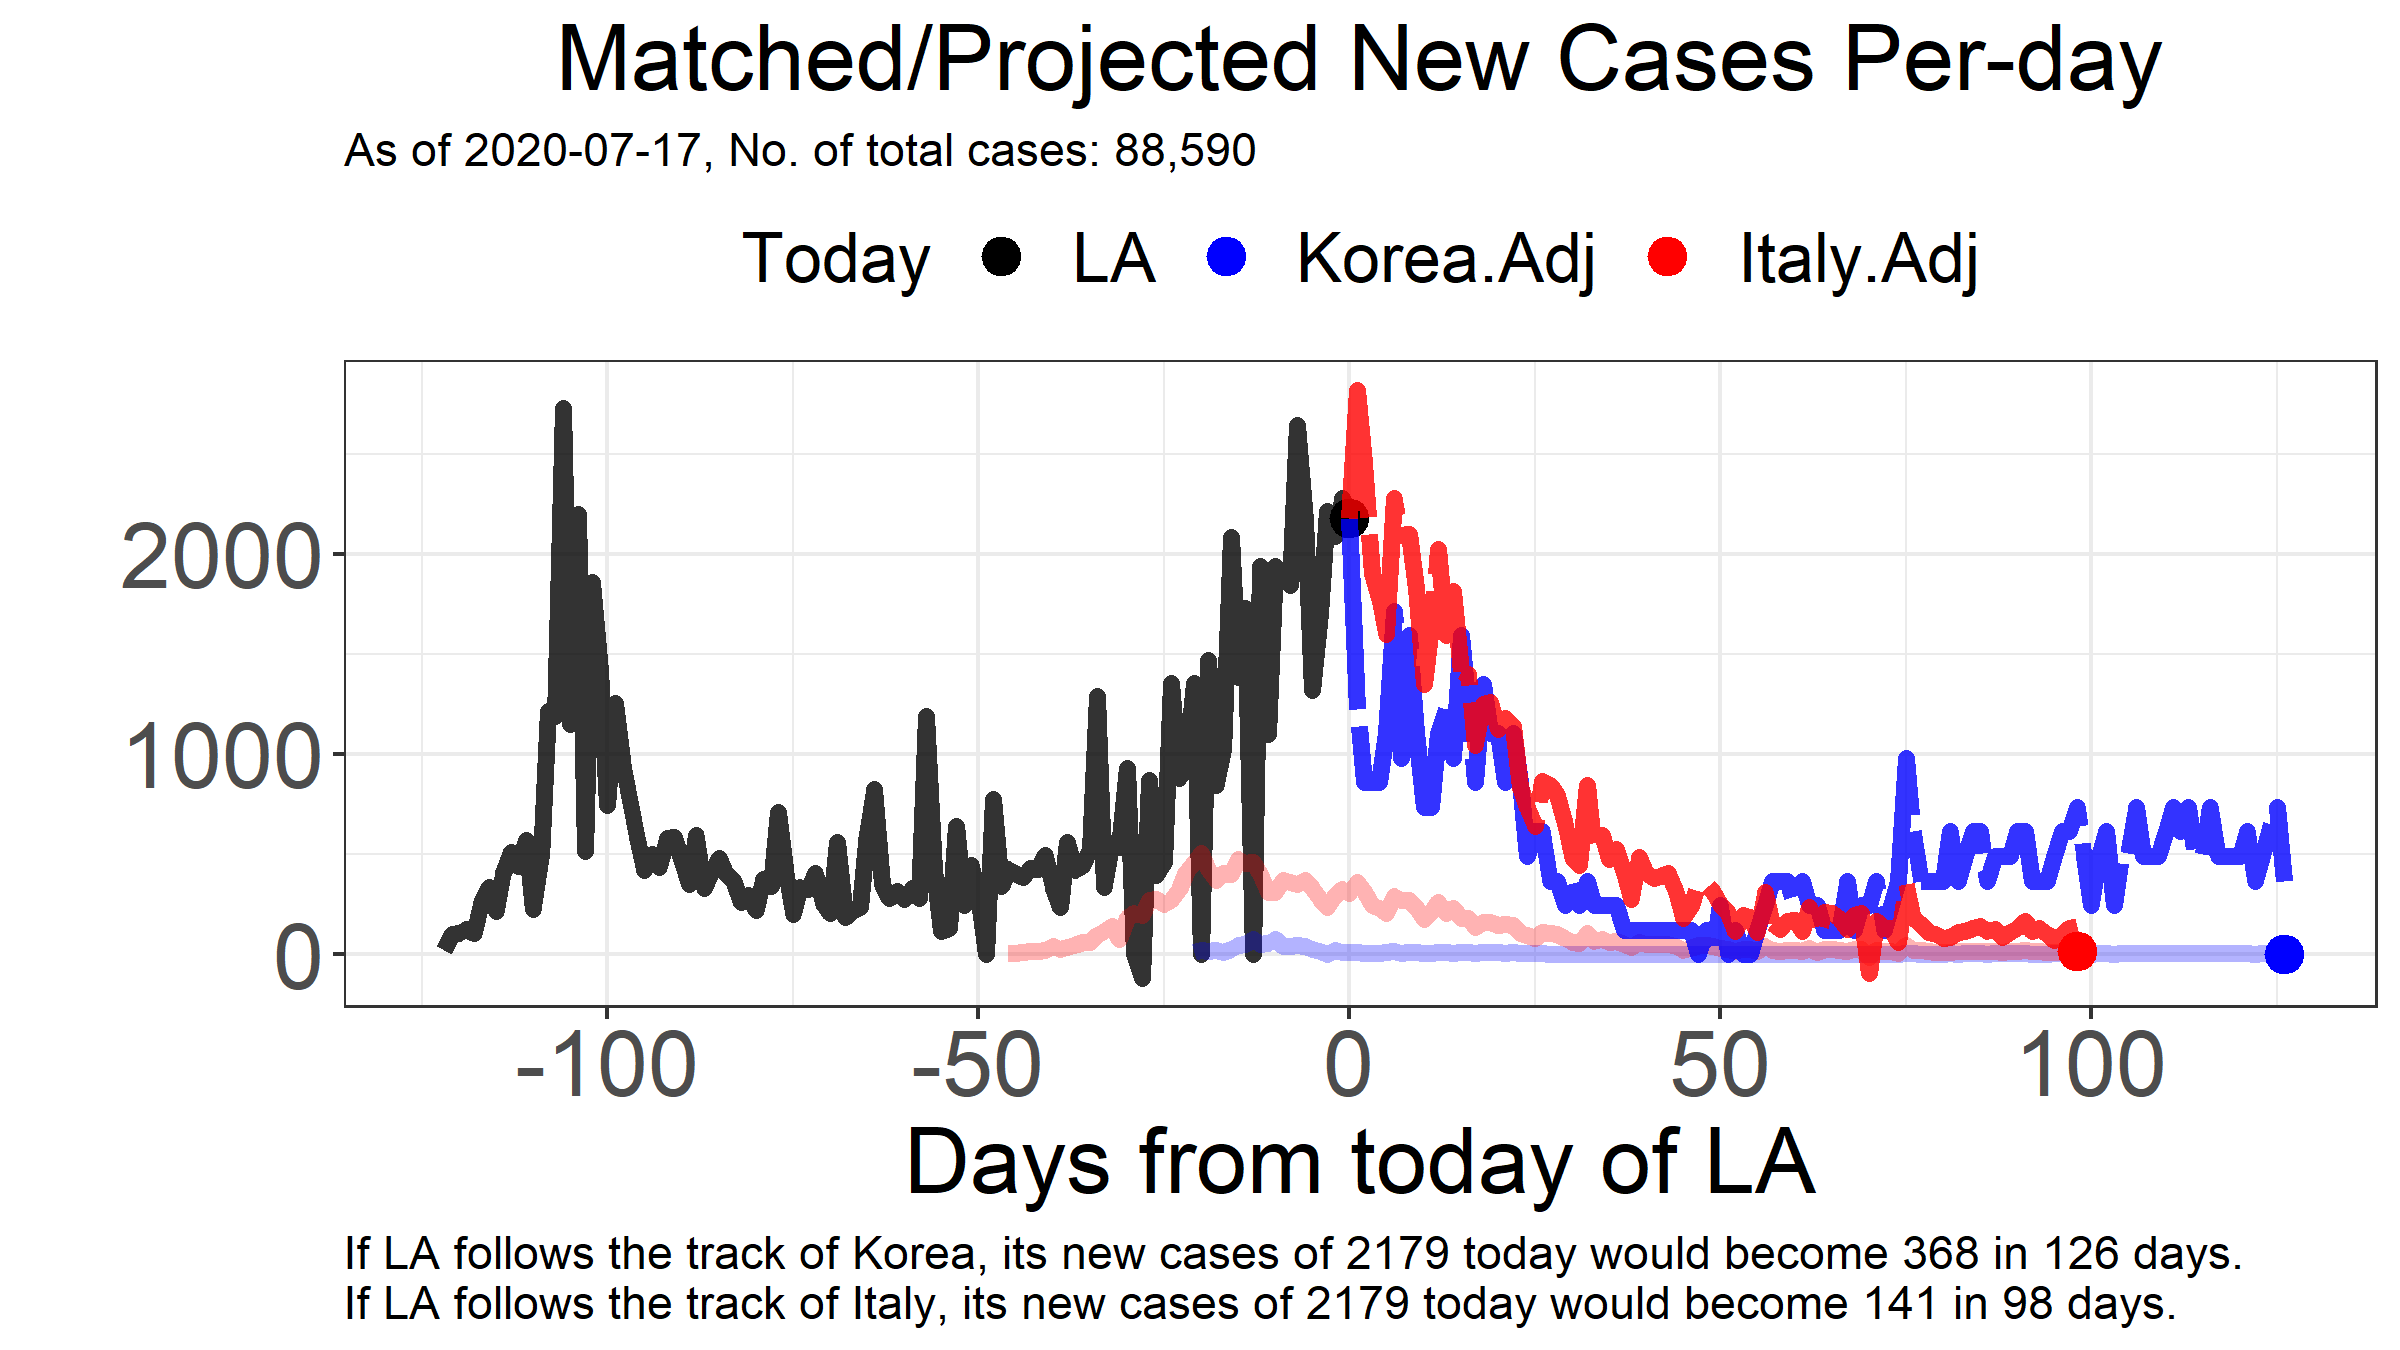 Matched/Projected New Cases Per-day
As of 2020-07-17, No. of total cases: 88,590
Today LA Korea.Adj Italy.Adj
2000
1000
0
-100 -50 0 50 100
Days from today of LA
If LA follows the track of Korea, its new cases of 2179 today would become 368 in 126 days.
If LA follows the track of Italy, its new cases of 2179 today would become 141 in 98 days.